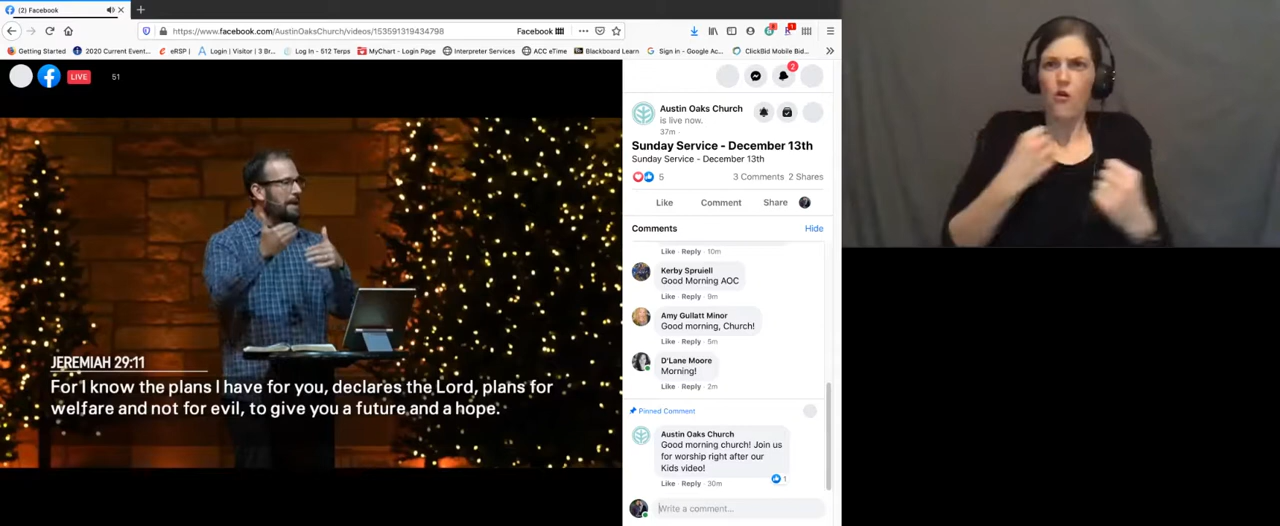 (2) Facebook
https://www.facebook.com/AustinOaksChurch/videos/153591319434798
Facebook
Getting Started
2020 Current Event...
eRSP |
Login | Visitor | 3 Br...
Log In - 512 Terps
MyChart - Login Page
Interpreter Services
ACC eTime
Blackboard Learn
Sign in - Google Ac...
ClickBid Mobile Bid...
LIVE
51
JEREMIAH 29:11
For I know the plans I have for you, declares the Lord, plans for
welfare and not for evil, to give you a future and a hope.
2
Austin Oaks Church
is live now.
37m ·
Sunday Service - December 13th
Sunday Service - December 13th
5
3 Comments 2 Shares
Like
Comment
Share
Comments
Hide
Like · Reply · 10m
Kerby Spruiell
Good Morning AOC
Like · Reply · 9m
Amy Gullatt Minor
Good morning, Church!
Like · Reply · 5m
D'Lane Moore
Morning!
Like · Reply · 2m
Pinned Comment
Austin Oaks Church
Good morning church! Join us
for worship right after our
Kids video!
1
Like · Reply · 30m
Write a comment...